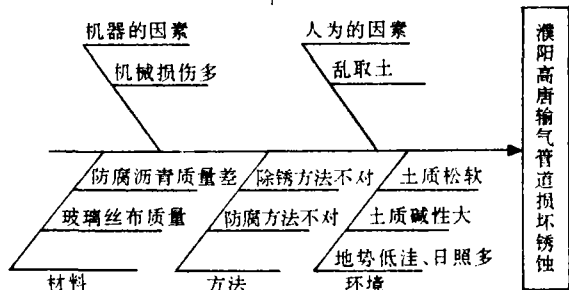 机器的因素
人为的因素
机械损伤多
乱取土
濮阳高唐输气管道损坏锈蚀
防腐沥青质量差
除锈方法不对
土质松软
玻璃丝布质量
防腐方法不对
土质碱性大
地势低洼、日照多
材料
方法
环境